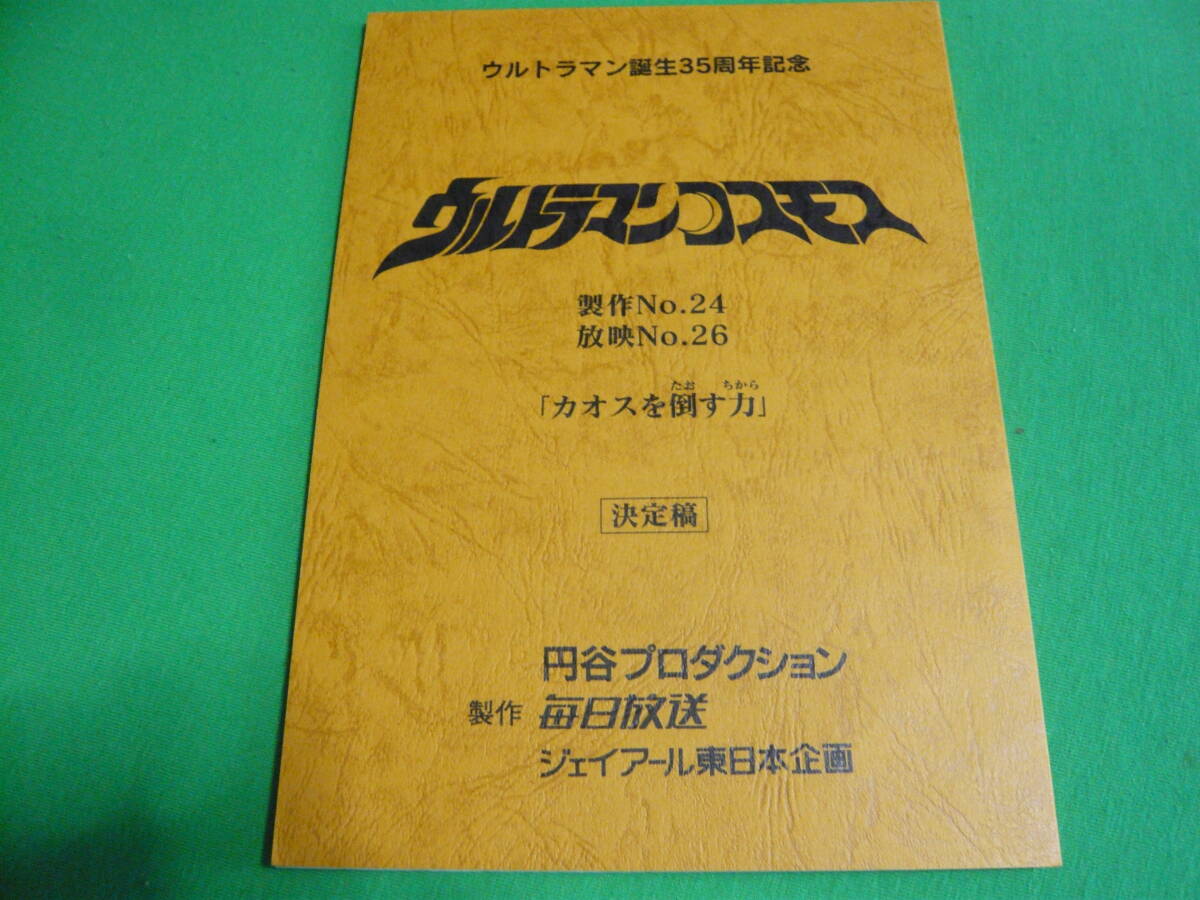 ウルトラマン誕生35周年記念
ウルトラマンコスモス
製作No.24
放映No.26
たお ちから
「カオスを倒す力」
決定稿
円谷プロダクション
製作 毎日放送
ジェイアール東日本企画